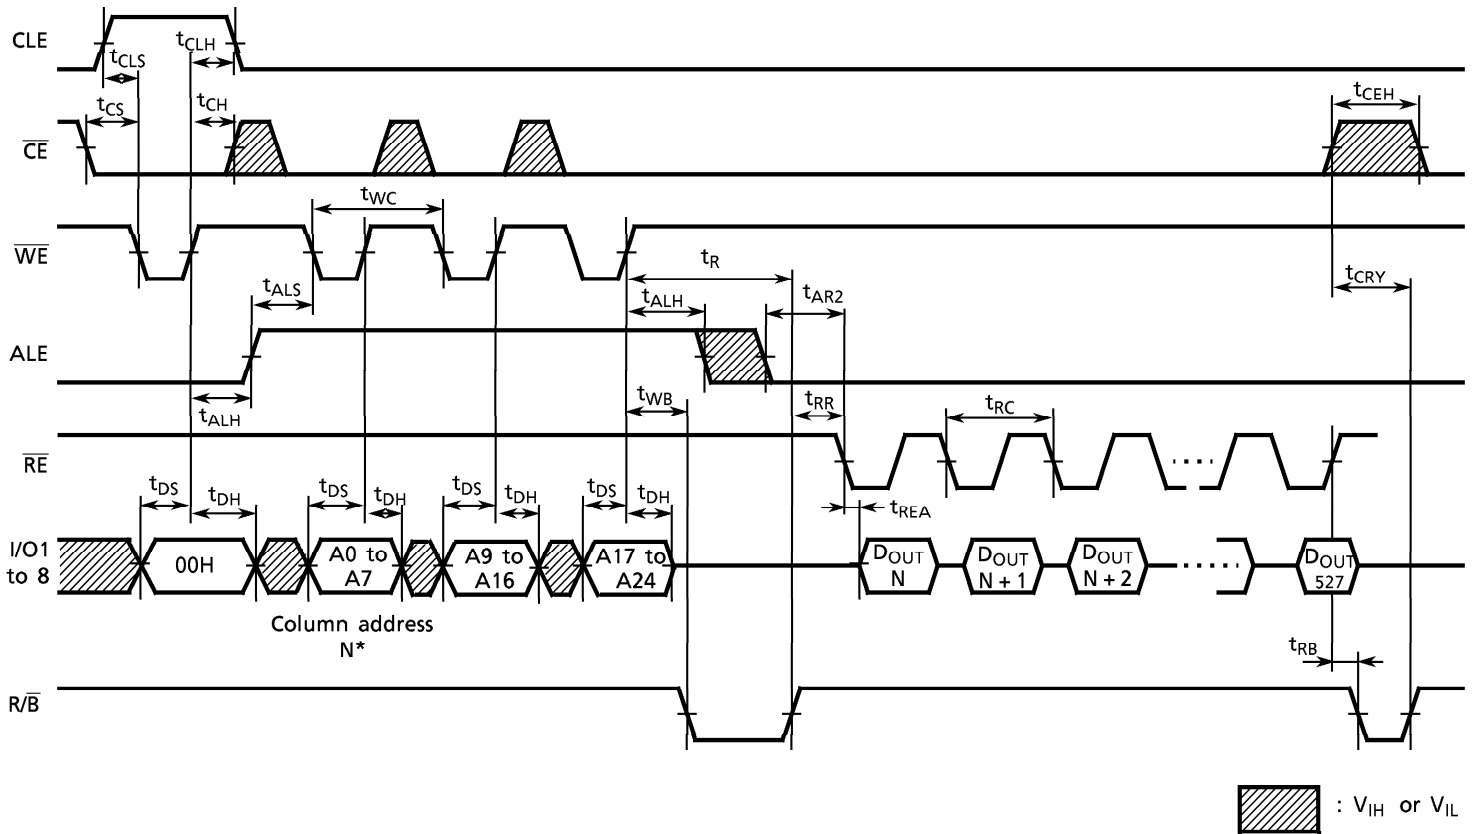 CLE
tCLS
tCLH
CE
tCS
tCH
tCEH
WE
tWC
tALS
tR
tALH
tAR2
tCRY
ALE
tALH
tWB
tRR
tRC
RE
tDS
tDH
tDS
tDH
tDS
tDH
tDS
tDH
tREA
I/O1
to 8
00H
A0 to
A7
A9 to
A16
A17 to
A24
DOUT
N
DOUT
N + 1
DOUT
N + 2
DOUT
527
Column address
N*
tRB
R/B
: VIH or VIL